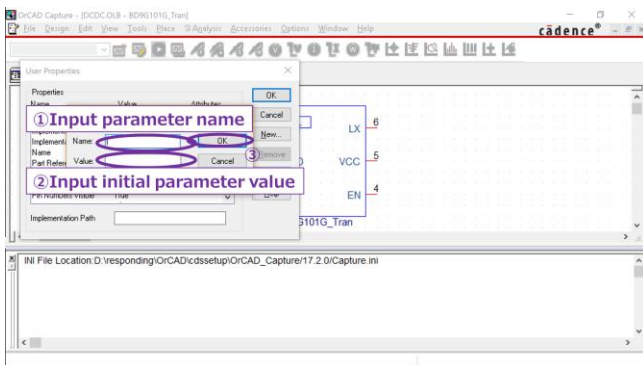 OrCAD Capture - [DCDC.OLB - BD9G101G_Tran]
File Design Edit View Tools Place SI Analysis Accessories Options Window Help
cādence®
User Properties
Properties
Name Value Attributes
OK
①Input parameter name
Cancel
LX 6
Implementa
Name: OK
New...
Name
③
Remove
Part Refere
Value: Cancel
VCC 5
②Input initial parameter value
EN 4
Pin Numbers Visible True
Implementation Path
G101G_Tran
INI File Location:D:\responding\OrCAD\cdssetup\OrCAD_Capture/17.2.0/Capture.ini